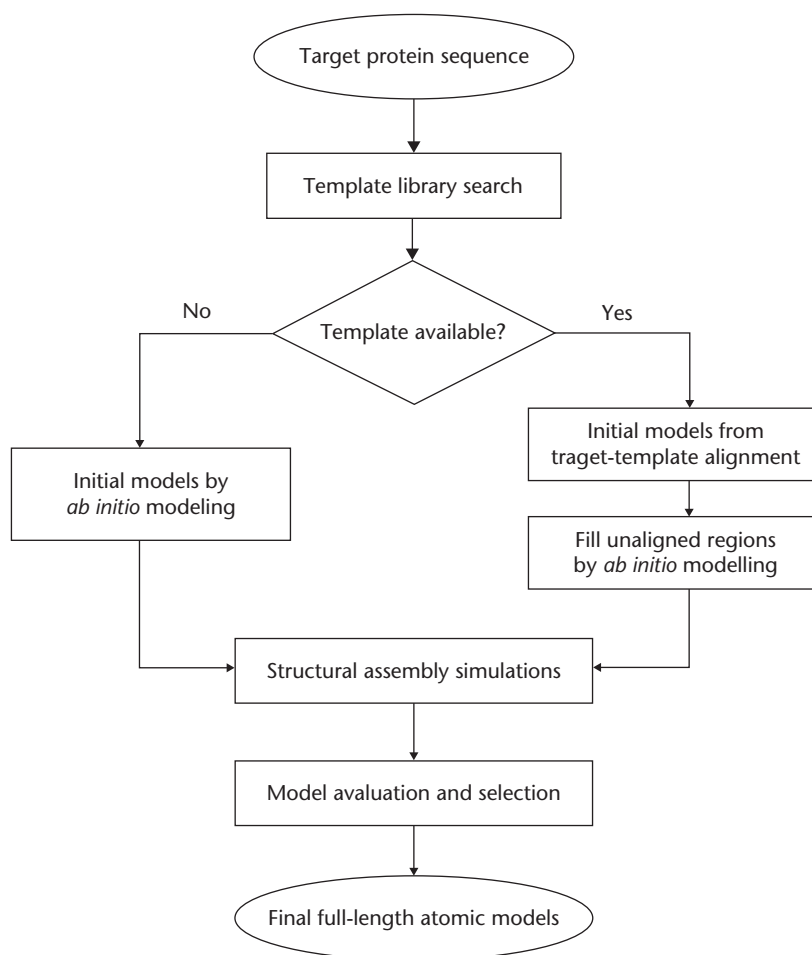 Target protein sequence
Template library search
No
Yes
Template available?
Initial models by
ab initio modeling
Initial models from
traget-template alignment
Fill unaligned regions
by ab initio modelling
Structural assembly simulations
Model evaluation and selection
Final full-length atomic models